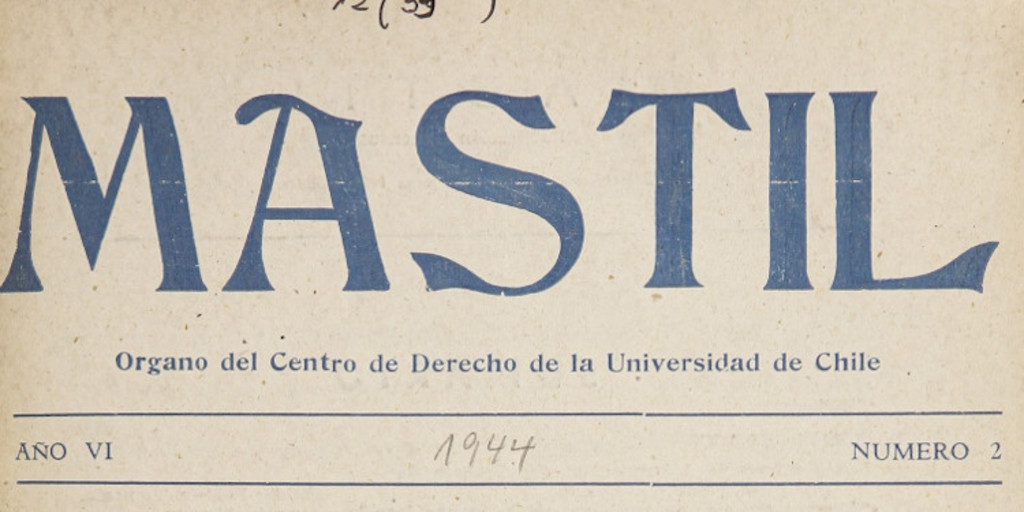 MASTIL
Organo del Centro de Derecho de la Universidad de Chile
AÑO VI 1944 NUMERO 2